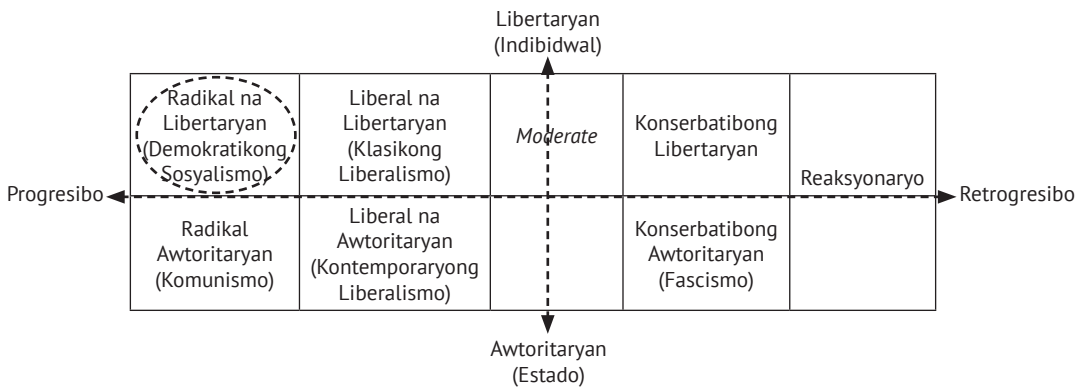 Libertaryan
(Indibidwal)
Radikal na
Libertaryan
(Demokratikong
Sosyalismo)
Liberal na
Libertaryan
(Klasikong
Liberalismo)
Moderate
Konserbatibong
Libertaryan
Reaksyonaryo
Progresibo
Retrogresibo
Radikal
Awtoritaryan
(Komunismo)
Liberal na
Awtoritaryan
(Kontemporaryong
Liberalismo)
Konserbatibong
Awtoritaryan
(Fascismo)
Awtoritaryan
(Estado)